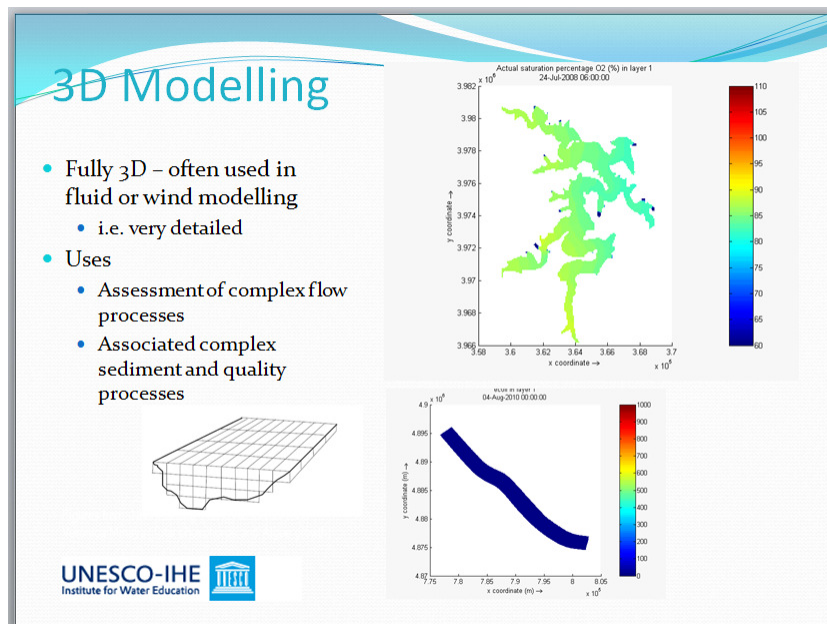 3D Modelling
Fully 3D – often used in
fluid or wind modelling
i.e. very detailed
Uses
Assessment of complex flow
processes
Associated complex
sediment and quality
processes
UNESCO-IHE
Institute for Water Education
Actual saturation percentage O2 (%) in layer 1
24-Jul-2008 06:00:00
x 10⁶
3.982
3.98
3.978
3.976
3.974
3.972
3.97
3.968
3.966
y coordinate →
3.58 3.6 3.62 3.64 3.66 3.68 3.7
x coordinate →
110
105
100
95
90
85
80
75
70
65
60
in layer 1
04-Aug-2010 00:00:00
4.9
4.895
4.89
4.885
4.88
4.875
4.87
y coordinate (m) →
7.75 7.8 7.85 7.9 7.95 8 8.05
x coordinate (m) →
1000
900
800
700
600
500
400
300
200
100
0